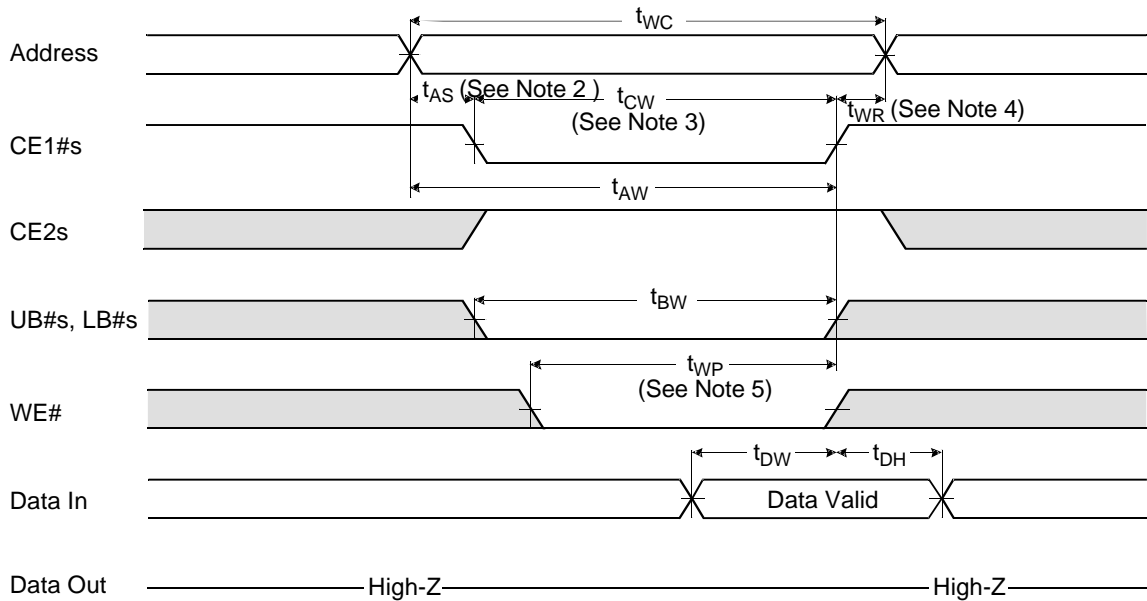 tWC
Address
tAS (See Note 2 )
tCW
(See Note 3)
tWR (See Note 4)
CE1#s
tAW
CE2s
tBW
UB#s, LB#s
tWP
(See Note 5)
WE#
tDW
tDH
Data In
Data Valid
Data Out
High-Z
High-Z